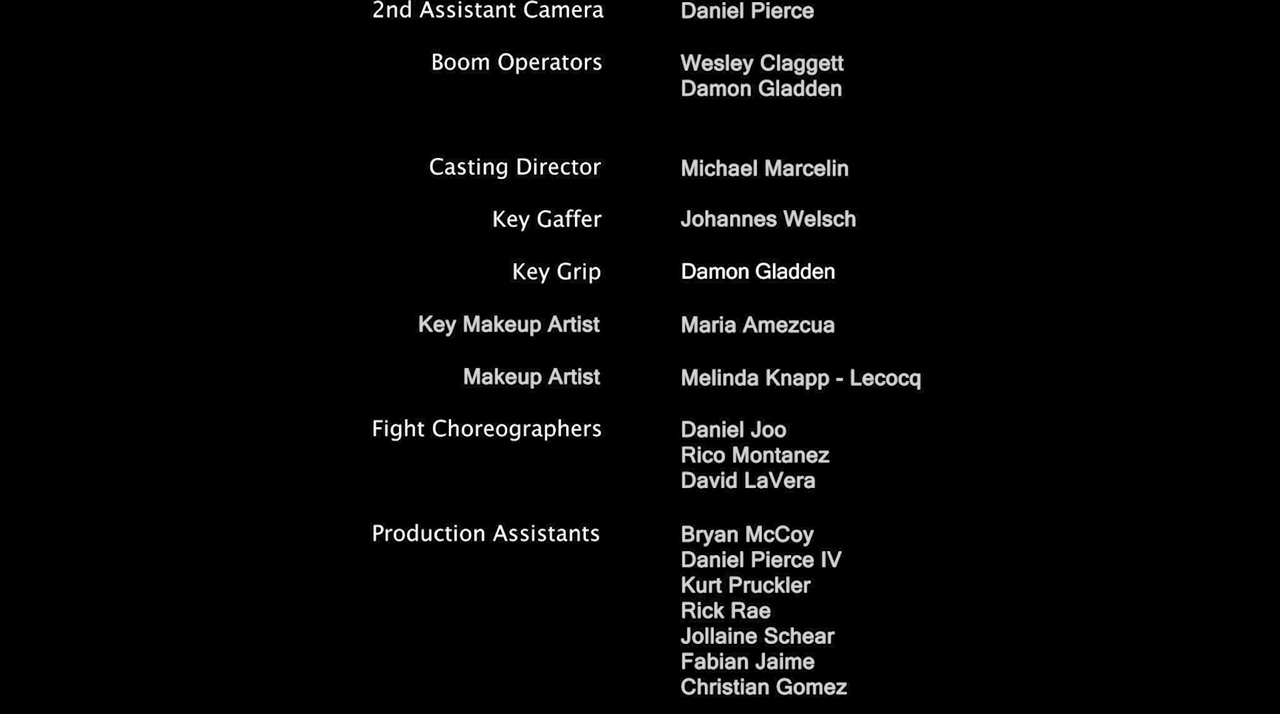 2nd Assistant Camera Daniel Pierce
Boom Operators Wesley Claggett
Damon Gladden
Casting Director Michael Marcelin
Key Gaffer Johannes Welsch
Key Grip Damon Gladden
Key Makeup Artist Maria Amezcua
Makeup Artist Melinda Knapp - Lecocq
Fight Choreographers Daniel Joo
Rico Montanez
David LaVera
Production Assistants Bryan McCoy
Daniel Pierce IV
Kurt Pruckler
Rick Rae
Jollaine Schear
Fabian Jaime
Christian Gomez